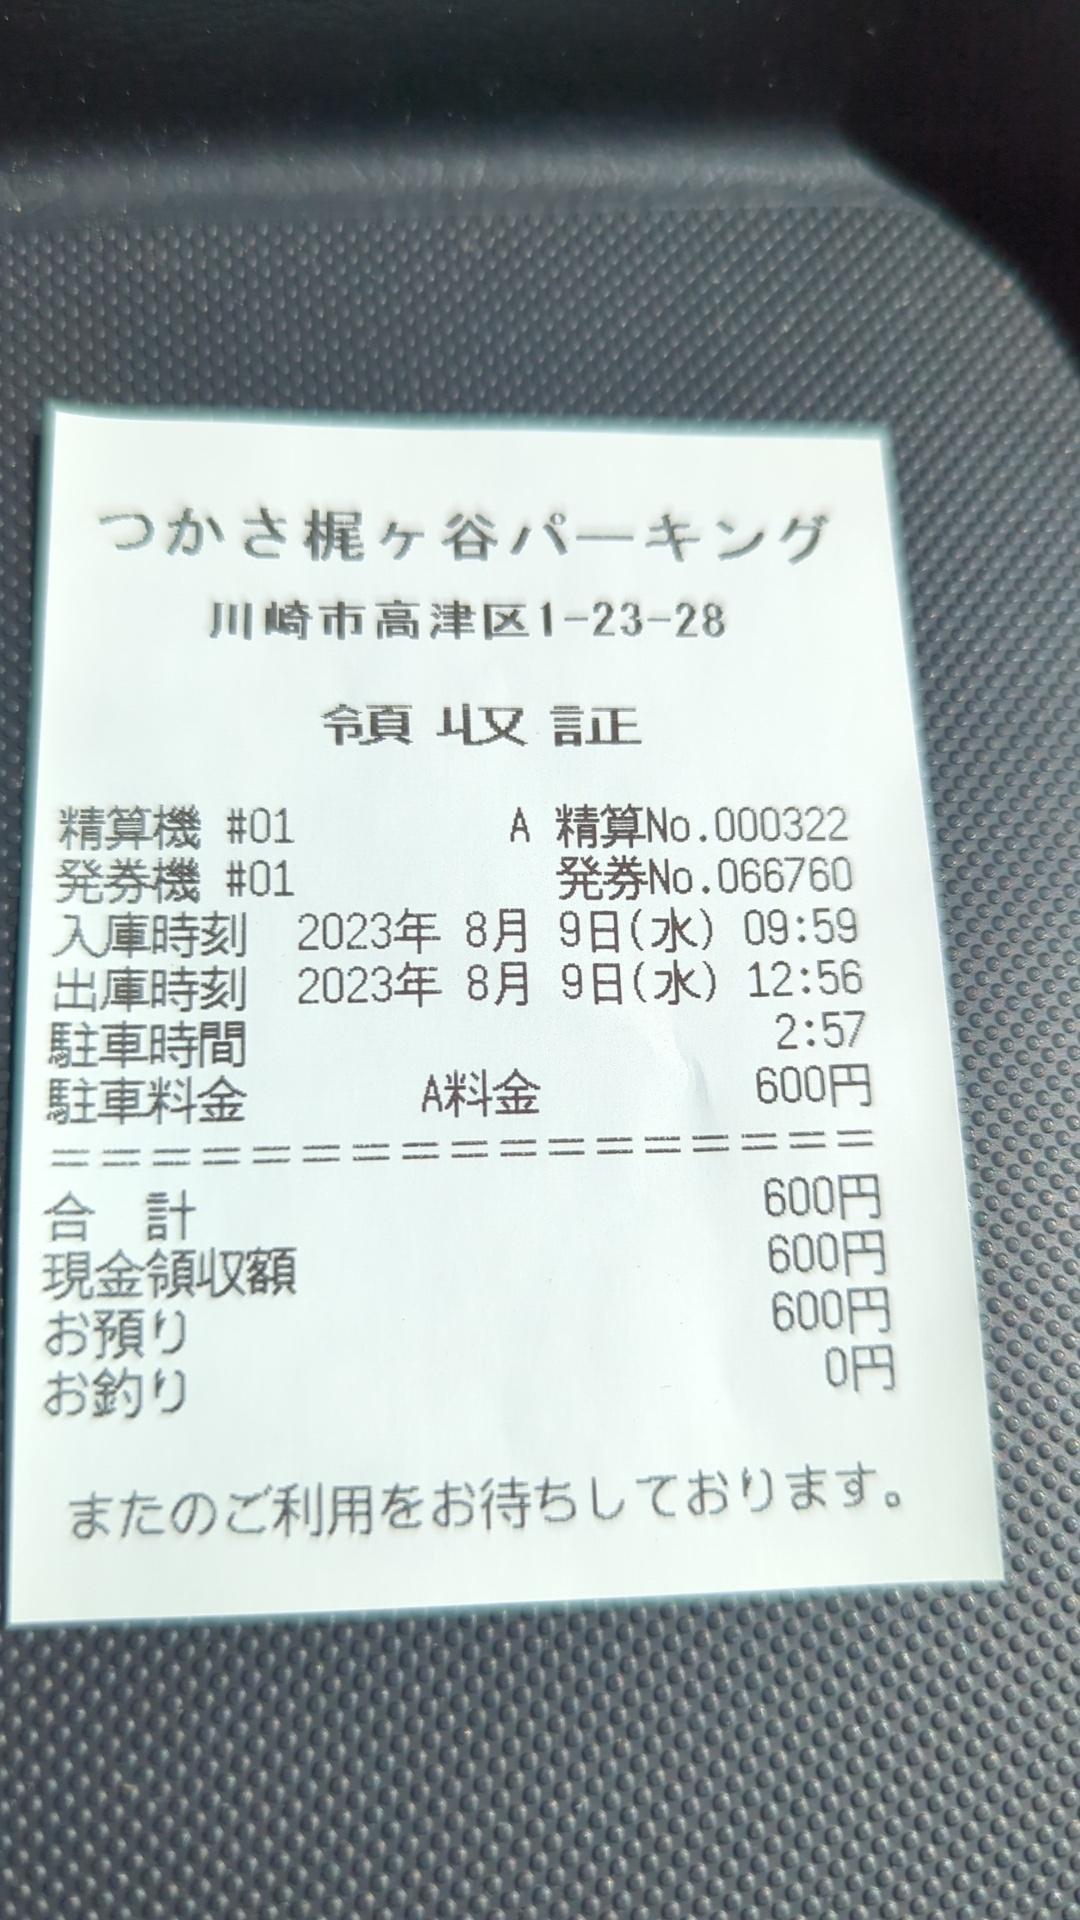 つかさ梶ヶ谷パーキング
川崎市高津区1-23-28
領収証
精算機 #01 A 精算No.000322
発券機 #01 発券No.066760
入庫時刻 2023年 8月 9日(水) 09:59
出庫時刻 2023年 8月 9日(水) 12:56
駐車時間 2:57
駐車料金 A料金 600円
=================
合 計 600円
現金領収額 600円
お預り 600円
お釣り 0円
またのご利用をお待ちしております。